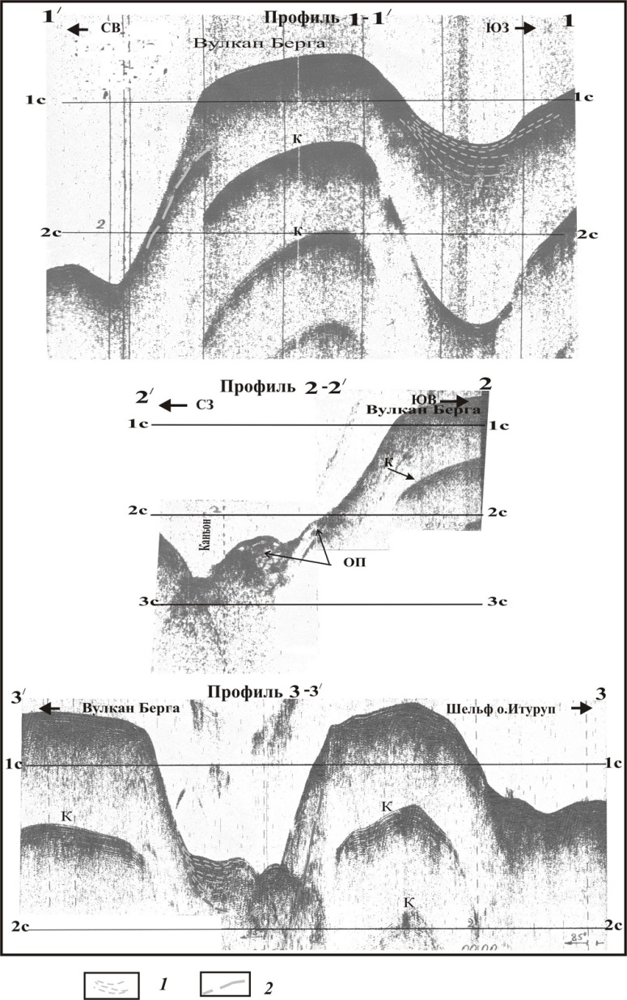 Профиль 1-1/
1/ СВ ЮЗ 1
Вулкан Берга
1с 1с
К
2 2с К 2с
Профиль 2-2/
2/ СЗ ЮВ 2
Вулкан Берга
1с 1с
К
2с 2с
Каньон
ОП
3с 3с
Профиль 3-3/
3/ 3
Вулкан Берга Шельф о.Итуруп
1с 1с
К К
К
2с 2 2с
85°
1 2